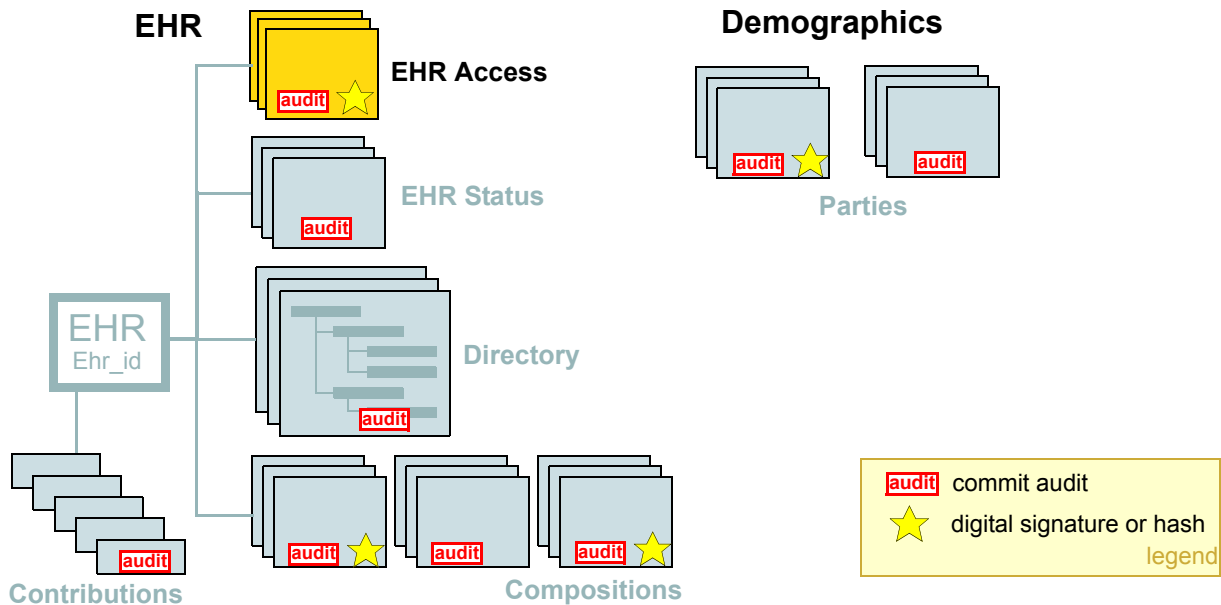 EHR
Demographics
EHR Access
audit
audit
audit
EHR Status
audit
Parties
EHR
Ehr_id
Directory
audit
audit
audit
audit
audit
Contributions
Compositions
audit commit audit
digital signature or hash
legend